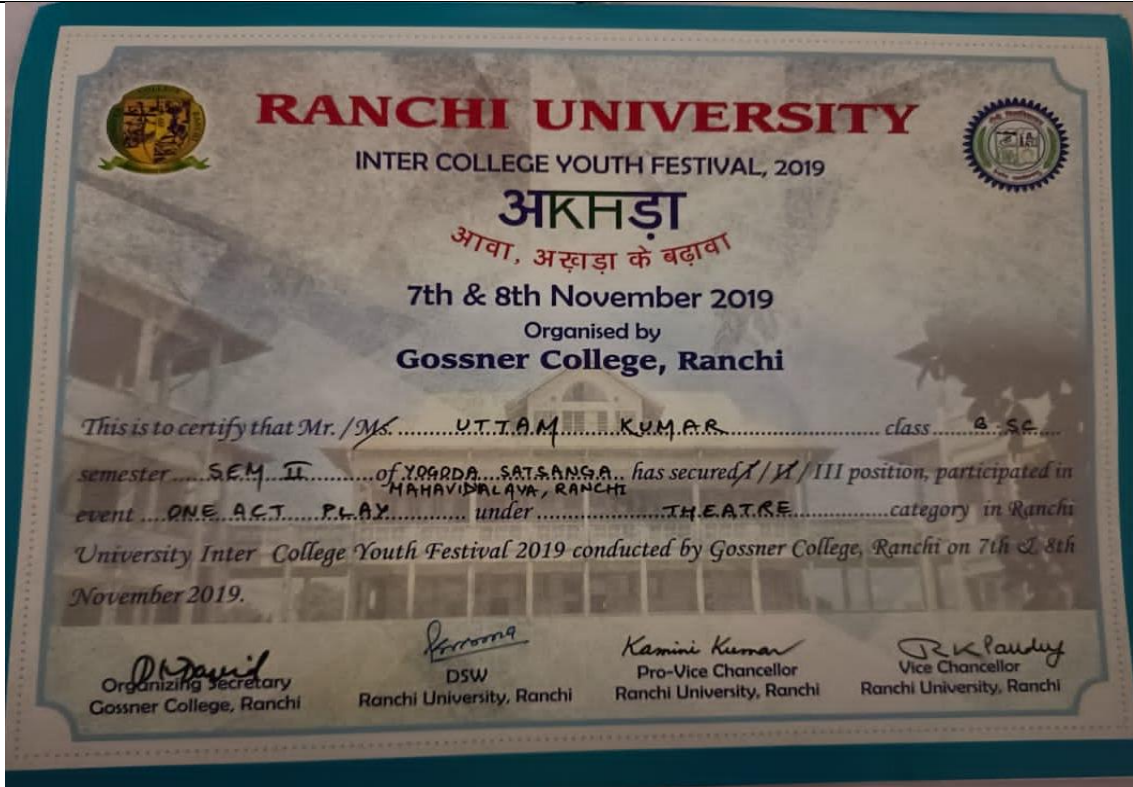 RANCHI UNIVERSITY
INTER COLLEGE YOUTH FESTIVAL, 2019
अKHड़ा
आवा, अखड़ा के बढ़ावा
7th & 8th November 2019
Organised by
Gossner College, Ranchi
This is to certify that Mr. / Ms. UTTAM KUMAR class B.SC
semester SEM II of YOGODA SATSANGA has secured I / II / III position, participated in
MAHAVIDALAYA, RANCHI
event ONE ACT PLAY under THEATRE category in Ranchi
University Inter College Youth Festival 2019 conducted by Gossner College, Ranchi on 7th & 8th
November 2019.
Kamini Kumar
R K Pandey
Organizing Secretary
Gossner College, Ranchi
DSW
Ranchi University, Ranchi
Pro-Vice Chancellor
Ranchi University, Ranchi
Vice Chancellor
Ranchi University, Ranchi